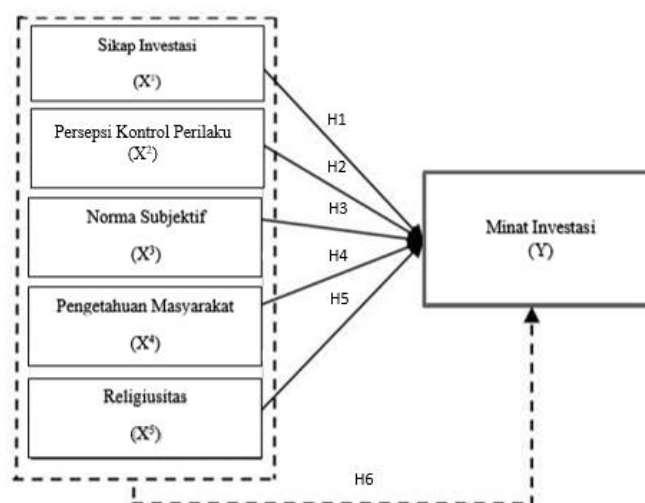 Sikap Investasi
(X¹)
H1
Persepsi Kontrol Perilaku
(X²)
H2
Norma Subjektif
(X³)
H3
Minat Investasi
(Y)
H4
Pengetahuan Masyarakat
(X⁴)
H5
Religiusitas
(X⁵)
H6